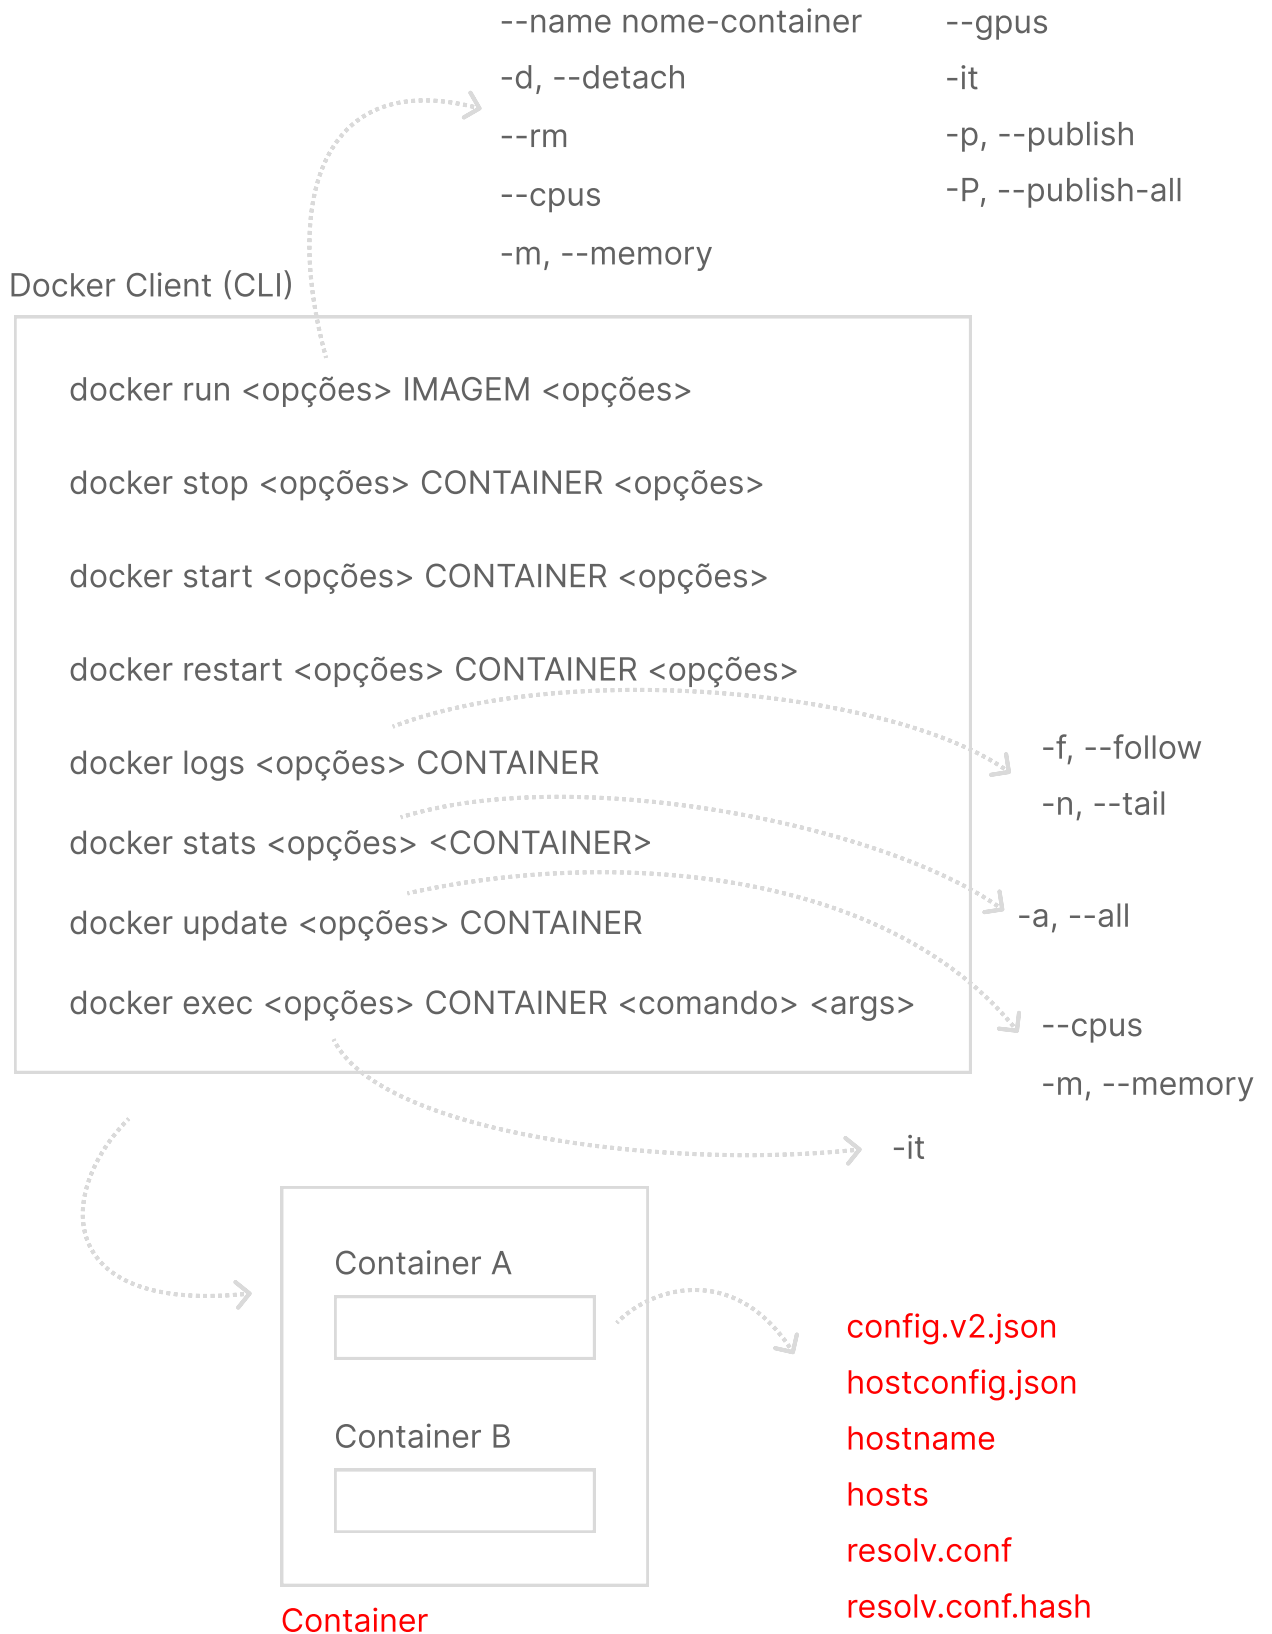 --name nome-container
-d, --detach
--rm
--cpus
-m, --memory
--gpus
-it
-p, --publish
-P, --publish-all
Docker Client (CLI)
docker run <opções> IMAGEM <opções>
docker stop <opções> CONTAINER <opções>
docker start <opções> CONTAINER <opções>
docker restart <opções> CONTAINER <opções>
docker logs <opções> CONTAINER
docker stats <opções> <CONTAINER>
docker update <opções> CONTAINER
docker exec <opções> CONTAINER <comando> <args>
-f, --follow
-n, --tail
-a, --all
--cpus
-m, --memory
-it
Container A
Container B
Container
config.v2.json
hostconfig.json
hostname
hosts
resolv.conf
resolv.conf.hash